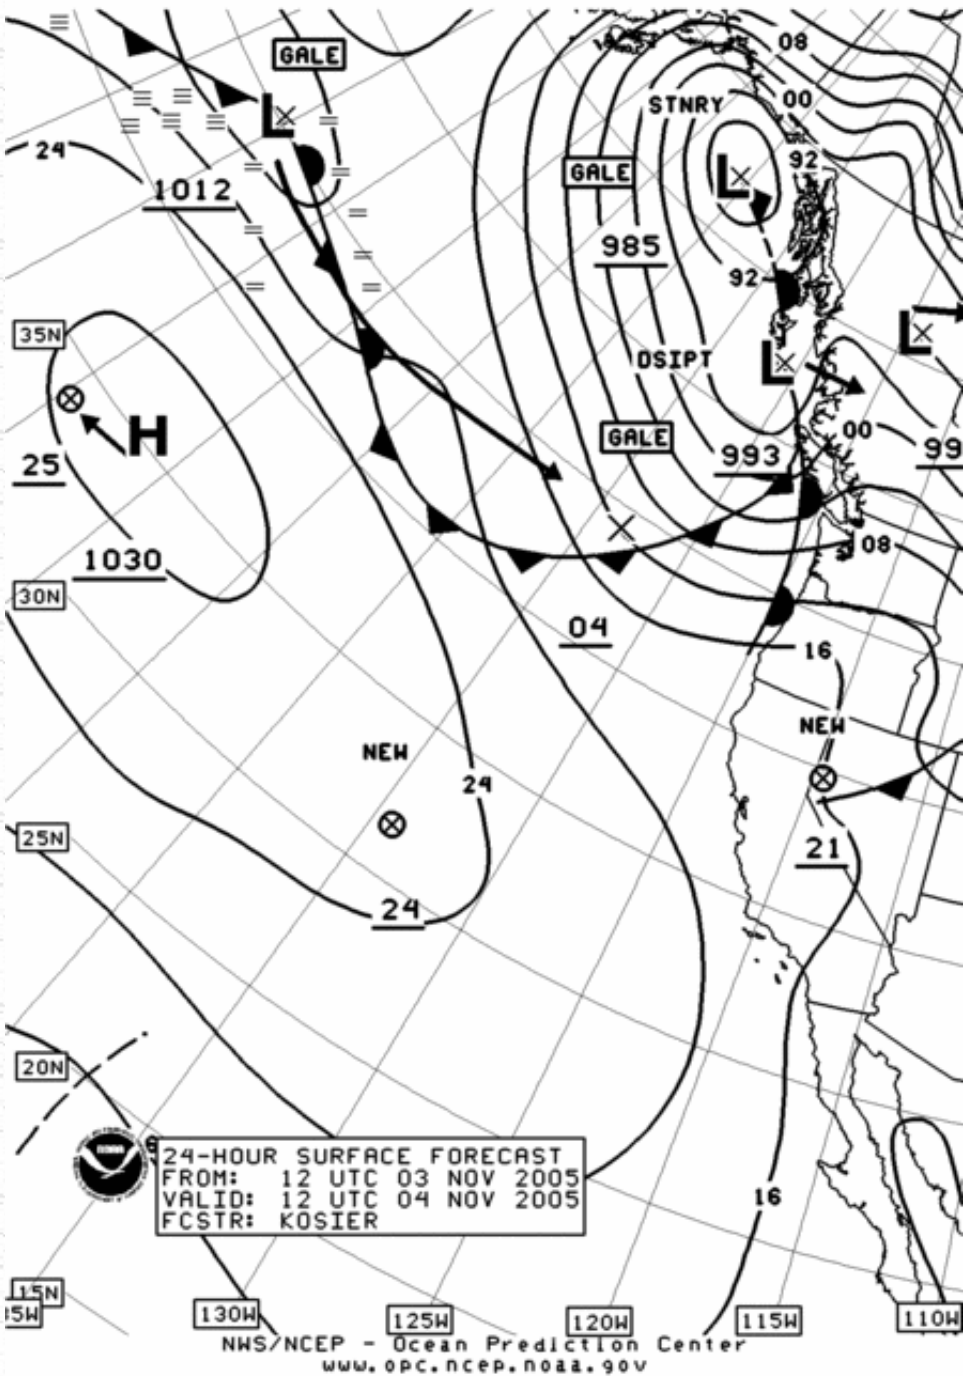 GALE
08
STNRY
00
24
92
L
L
GALE
1012
985
92
35N
L
DSIPT
L
H
GALE
00
25
993
99
1030
08
30N
04
16
NEW
NEW
24
25N
21
24
20N
24-HOUR SURFACE FORECAST
FROM: 12 UTC 03 NOV 2005
VALID: 12 UTC 04 NOV 2005
FCSTR: KOSIER
16
15N
35W
130W
125W
120W
115W
110W
NWS/NCEP - Ocean Prediction Center
www.opc.ncep.noaa.gov